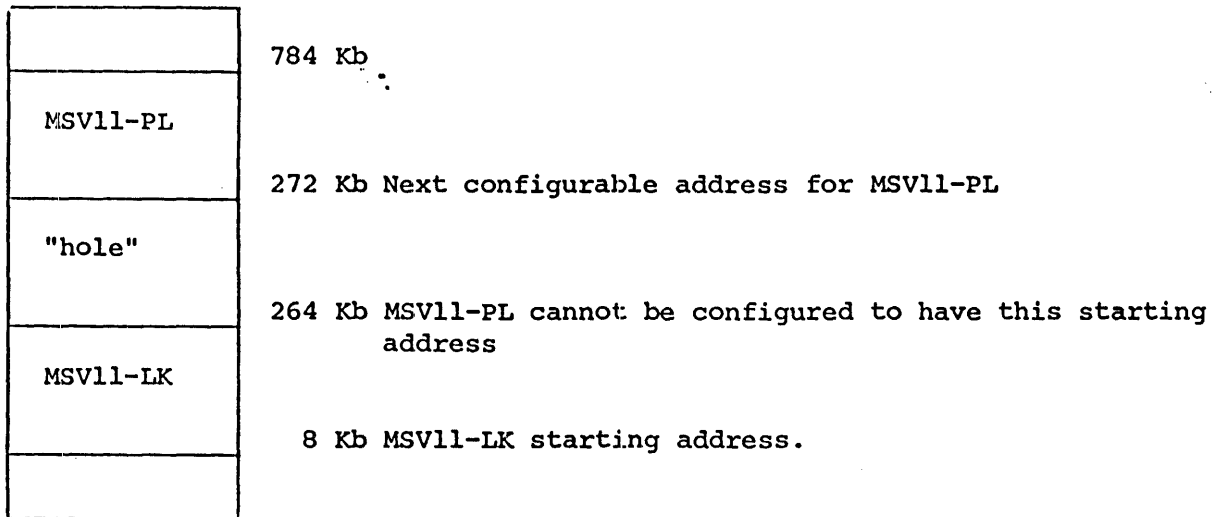 784 Kb
MSV11-PL
272 Kb Next configurable address for MSV11-PL
"hole"
264 Kb MSV11-PL cannot be configured to have this starting
address
MSV11-LK
8 Kb MSV11-LK starting address.